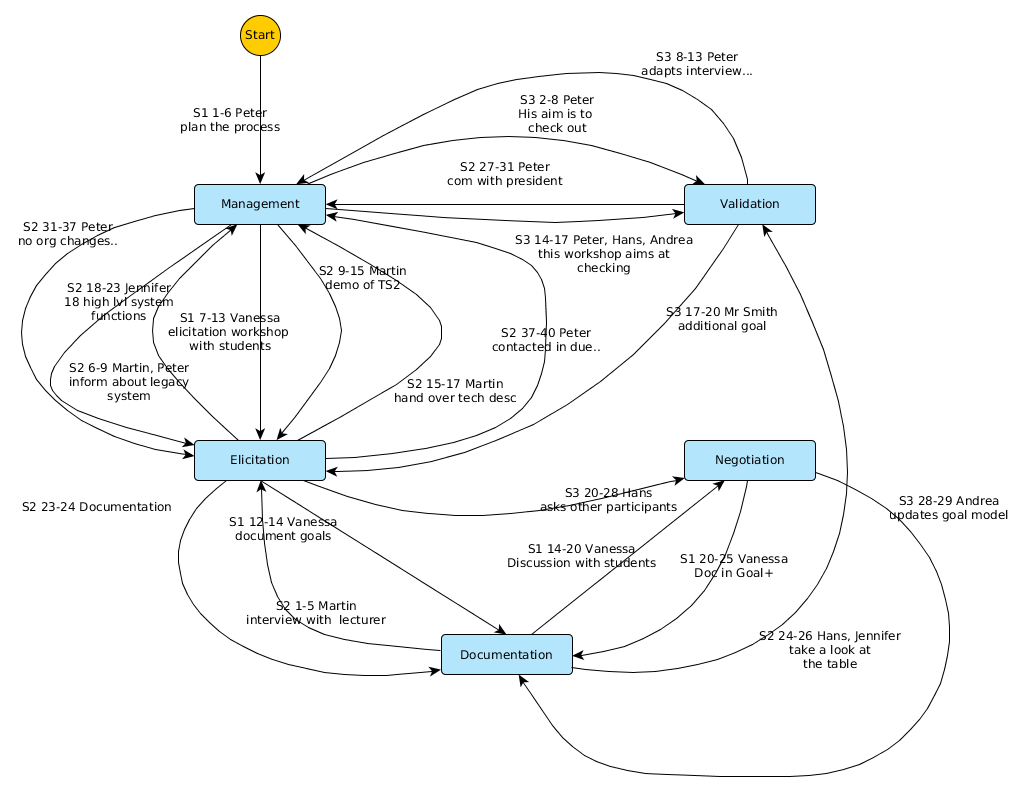 Start
S3 8-13 Peter
adapts interview...
S3 2-8 Peter
His aim is to
check out
S1 1-6 Peter
plan the process
S2 27-31 Peter
com with president
Management
Validation
S2 31-37 Peter
no org changes..
S3 14-17 Peter, Hans, Andrea
this workshop aims at
checking
S2 9-15 Martin
demo of TS2
S2 18-23 Jennifer
18 high lvl system
functions
S1 7-13 Vanessa
elicitation workshop
with students
S3 17-20 Mr Smith
additional goal
S2 37-40 Peter
contacted in due..
S2 6-9 Martin, Peter
inform about legacy
system
S2 15-17 Martin
hand over tech desc
Elicitation
Negotiation
S2 23-24 Documentation
S3 20-28 Hans
asks other participants
S3 28-29 Andrea
updates goal model
S1 12-14 Vanessa
document goals
S1 14-20 Vanessa
Discussion with students
S1 20-25 Vanessa
Doc in Goal+
S2 1-5 Martin
interview with  lecturer
S2 24-26 Hans, Jennifer
take a look at
the table
Documentation